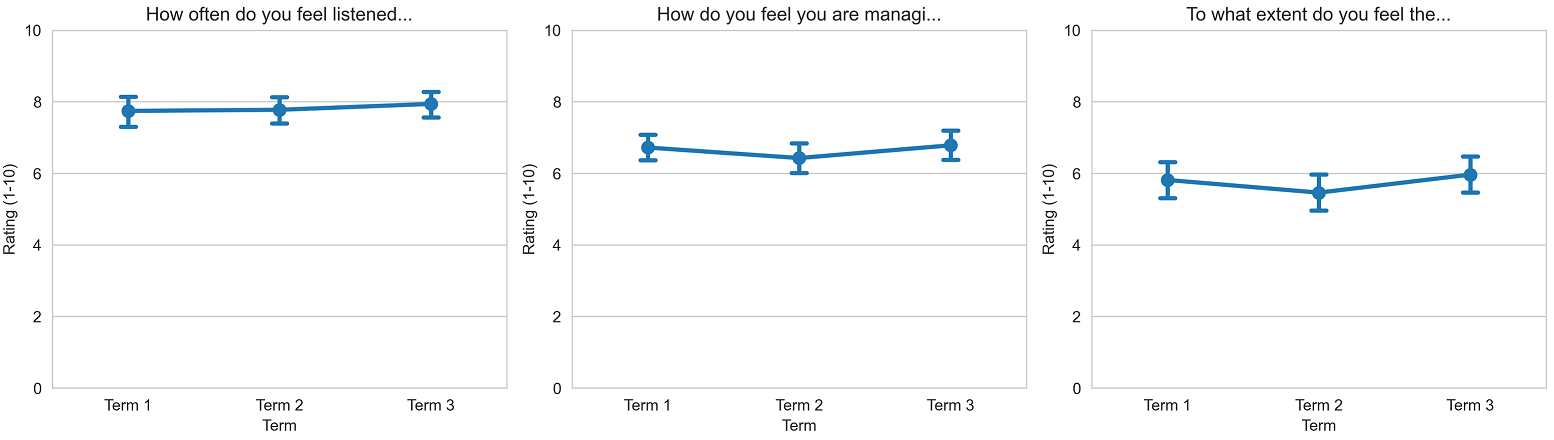 How often do you feel listened...
10
8
6
4
2
0
Rating (1-10)
Term 1 Term 2 Term 3
Term
How do you feel you are managi...
10
8
6
4
2
0
Rating (1-10)
Term 1 Term 2 Term 3
Term
To what extent do you feel the...
10
8
6
4
2
0
Rating (1-10)
Term 1 Term 2 Term 3
Term